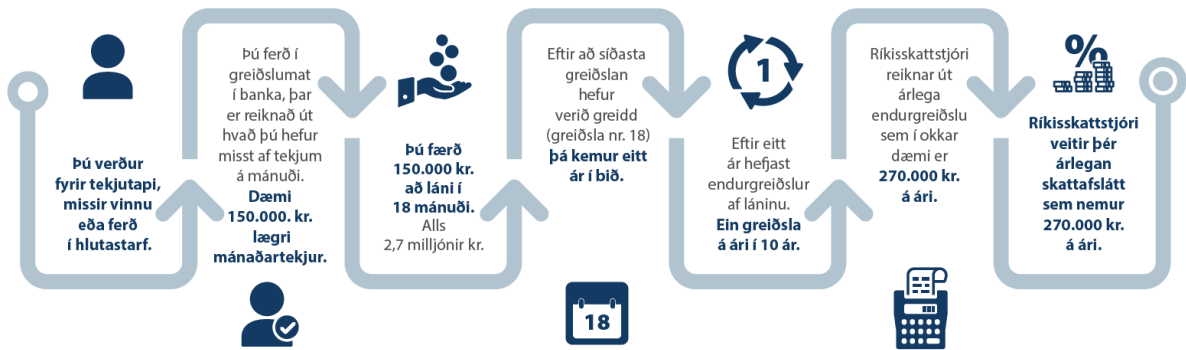 Þú verður
fyrir tekjutapi,
missir vinnu
eða ferð
í hlutastarf.
Þú ferð í
greiðslumat
í banka, þar
er reiknað út
hvað þú hefur
misst af tekjum
á mánuði.
Dæmi
150.000. kr.
lægri
mánaðartekjur.
Þú færð
150.000 kr.
að láni í
18 mánuði.
Alls
2,7 milljónir kr.
Eftir að síðasta
greiðslan
hefur
verið greidd
(greiðsla nr. 18)
þá kemur eitt
ár í bið.
18
1
Eftir eitt
ár hefjast
endurgreiðslur
af láninu.
Ein greiðsla
á ári í 10 ár.
Ríkisskattstjóri
reiknar út
árlega
endurgreiðslu
sem í okkar
dæmi er
270.000 kr.
á ári.
%
Ríkisskattstjóri
veitir þér
árlegan
skattafslátt
sem nemur
270.000 kr.
á ári.